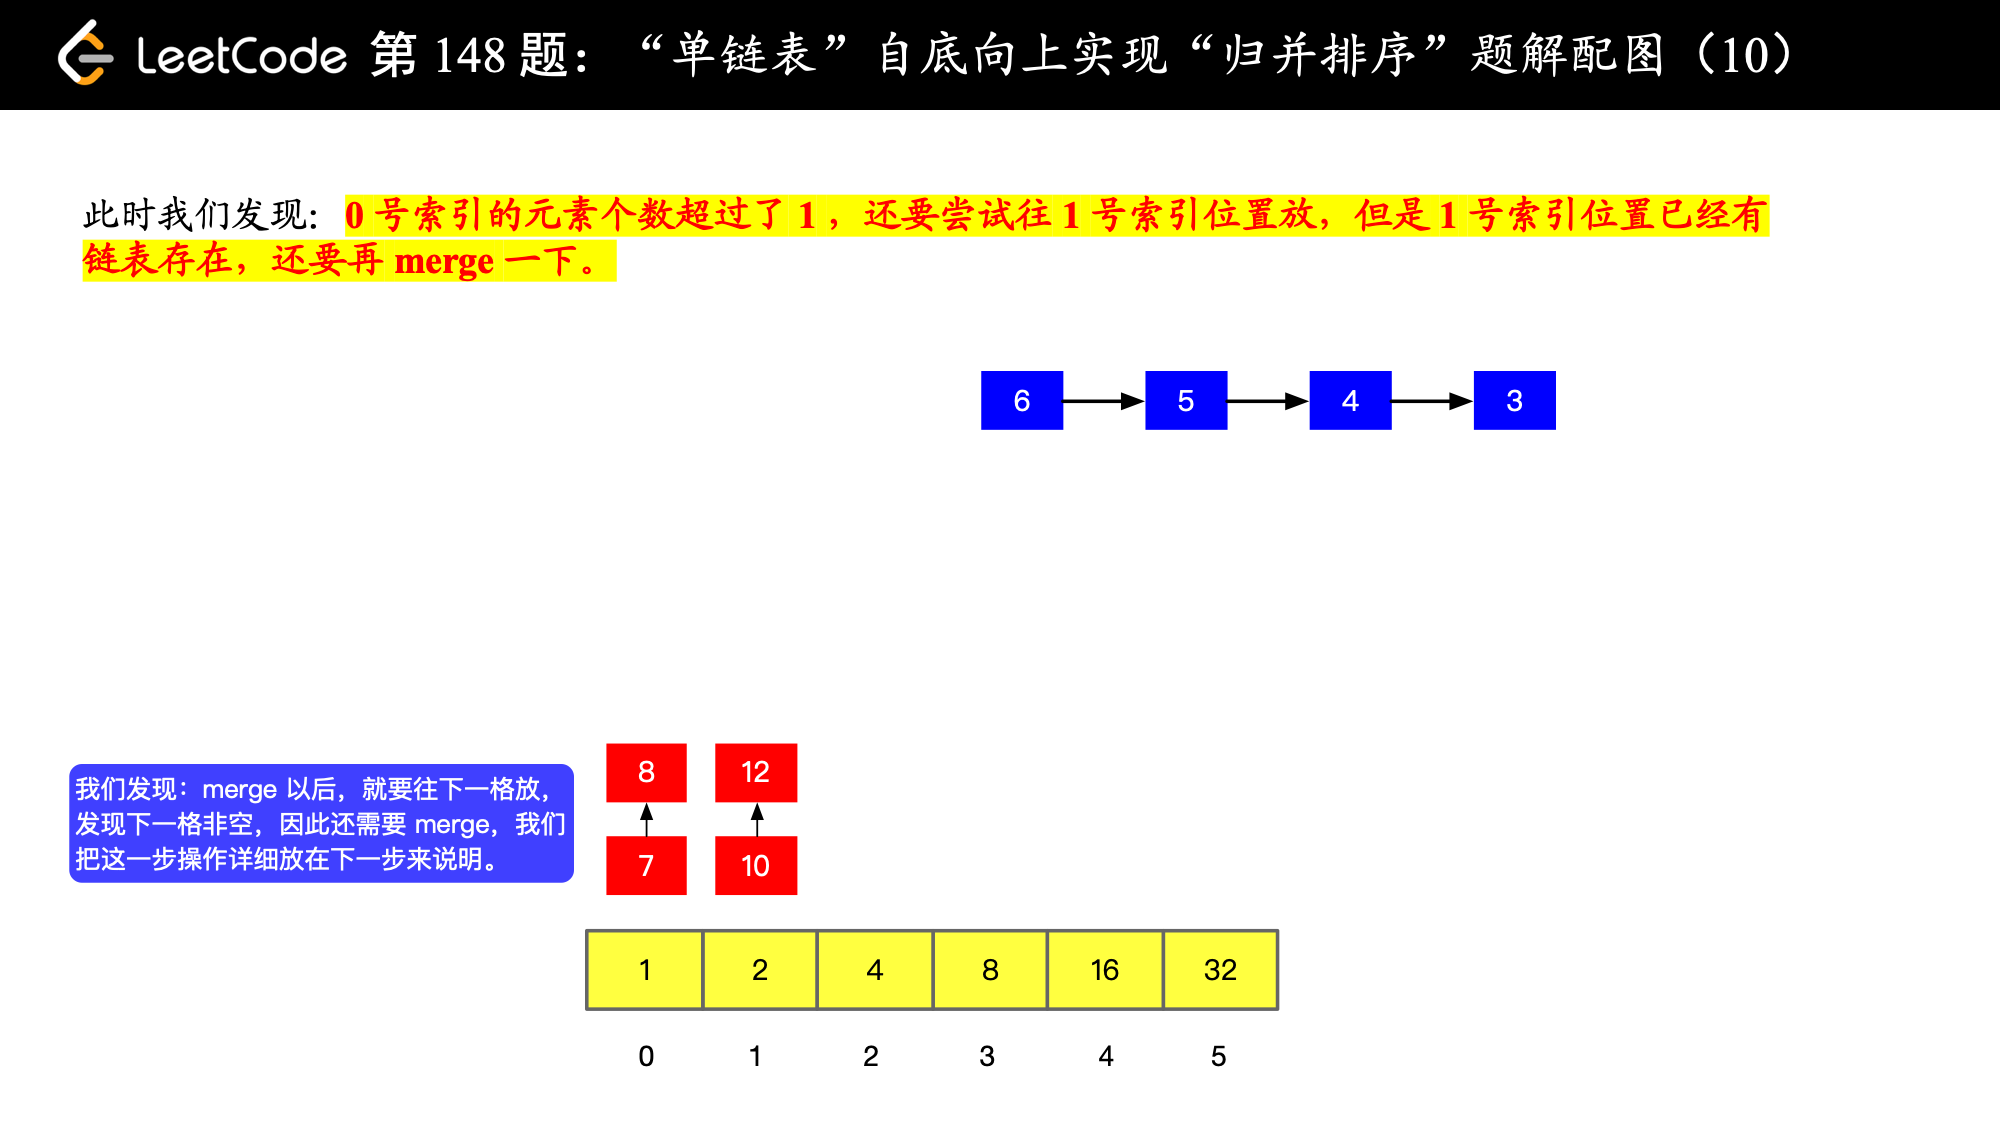 LeetCode 第 148 题：“单链表”自底向上实现“归并排序”题解配图（10）
此时我们发现：0 号索引的元素个数超过了 1 ，还要尝试往 1 号索引位置放，但是 1 号索引位置已经有
链表存在，还要再 merge 一下。
6 5 4 3
8 12
我们发现：merge 以后，就要往下一格放，
发现下一格非空，因此还需要 merge，我们
把这一步操作详细放在下一步来说明。
7 10
1 2 4 8 16 32
0 1 2 3 4 5